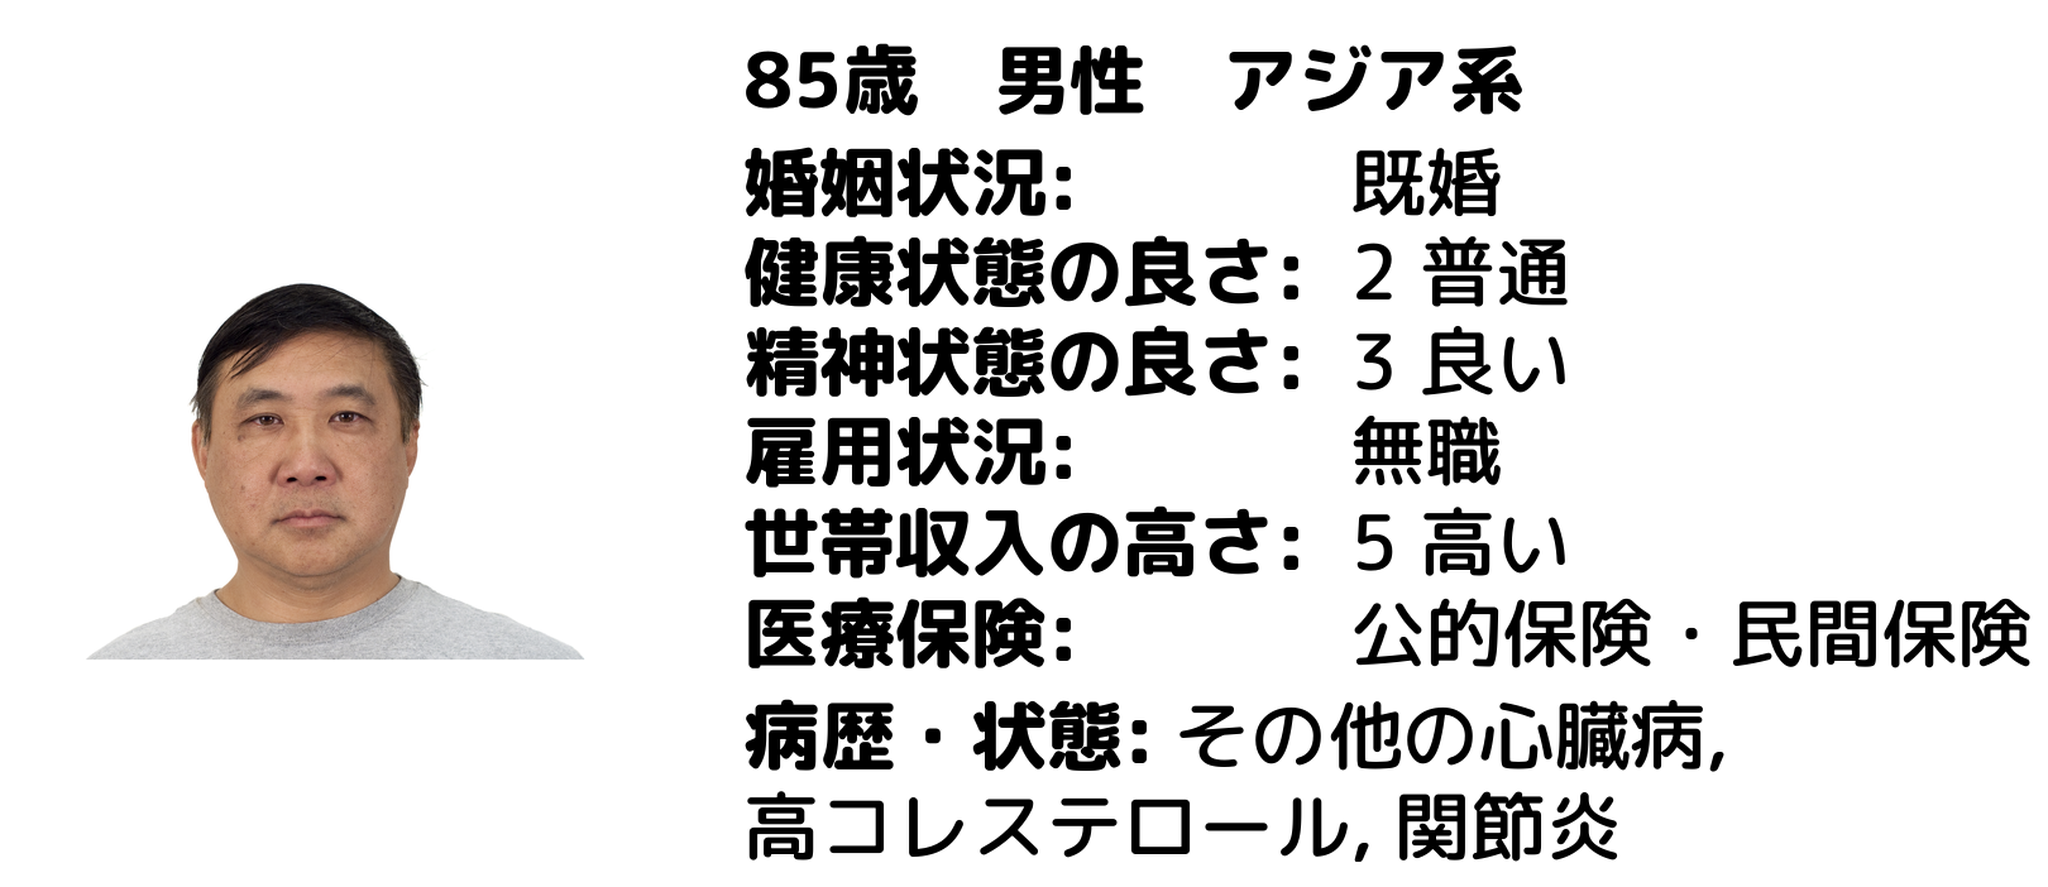 85歳　男性　アジア系
婚姻状況: 既婚
健康状態の良さ: 2 普通
精神状態の良さ: 3 良い
雇用状況: 無職
世帯収入の高さ: 5 高い
医療保険: 公的保険・民間保険
病歴・状態: その他の心臓病,
高コレステロール, 関節炎